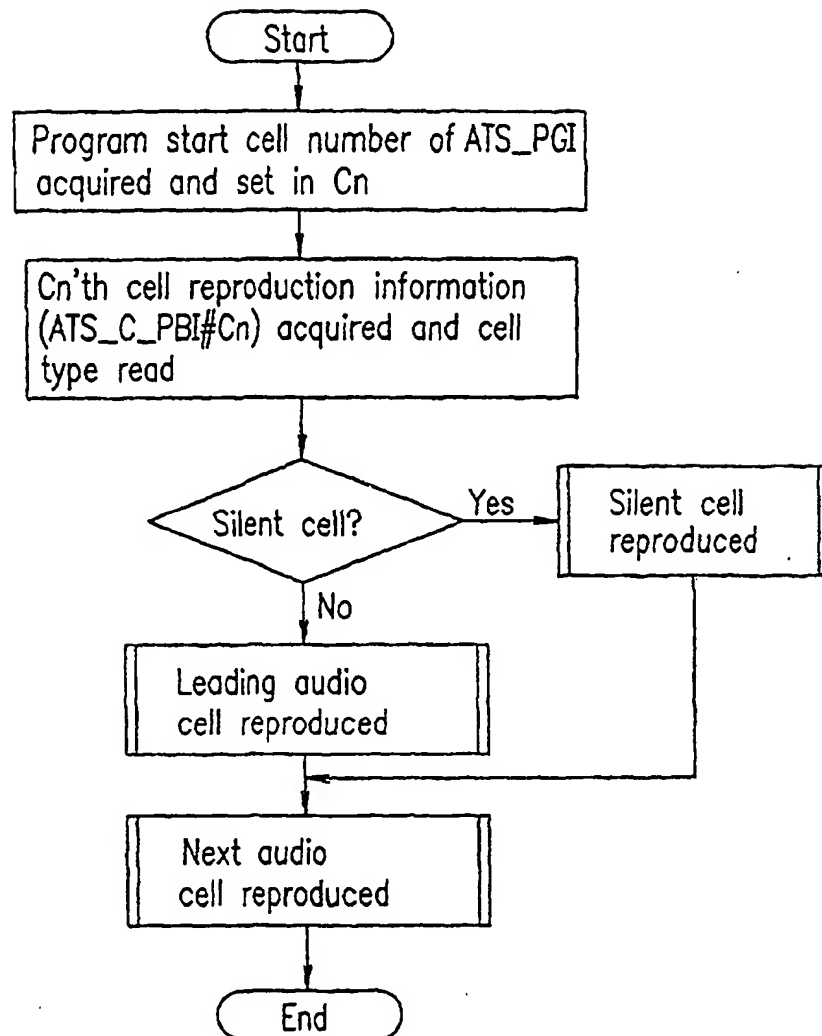 Start
Program start cell number of ATS_PGI
acquired and set in Cn
Cn'th cell reproduction information
(ATS_C_PBI#Cn) acquired and cell
type read
Silent cell?
Yes
Silent cell
reproduced
No
Leading audio
cell reproduced
Next audio
cell reproduced
End